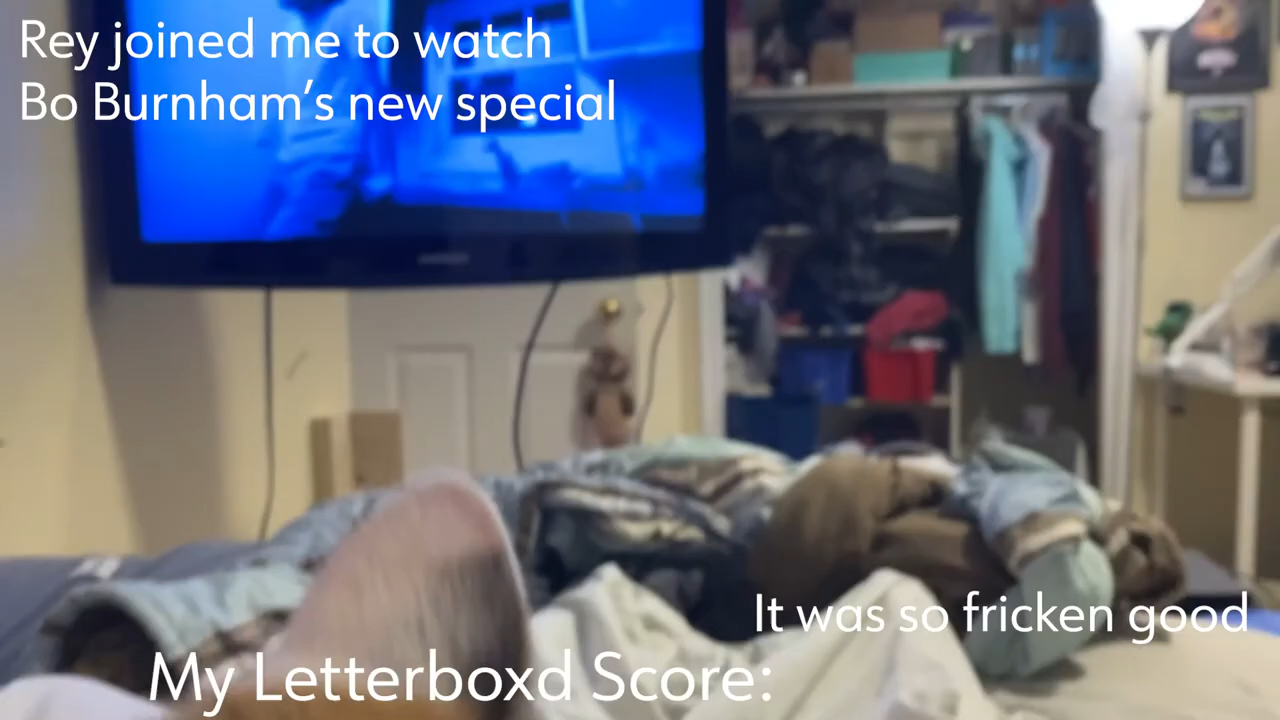 Rey joined me to watch
Bo Burnham's new special
It was so fricken good
My Letterboxd Score: